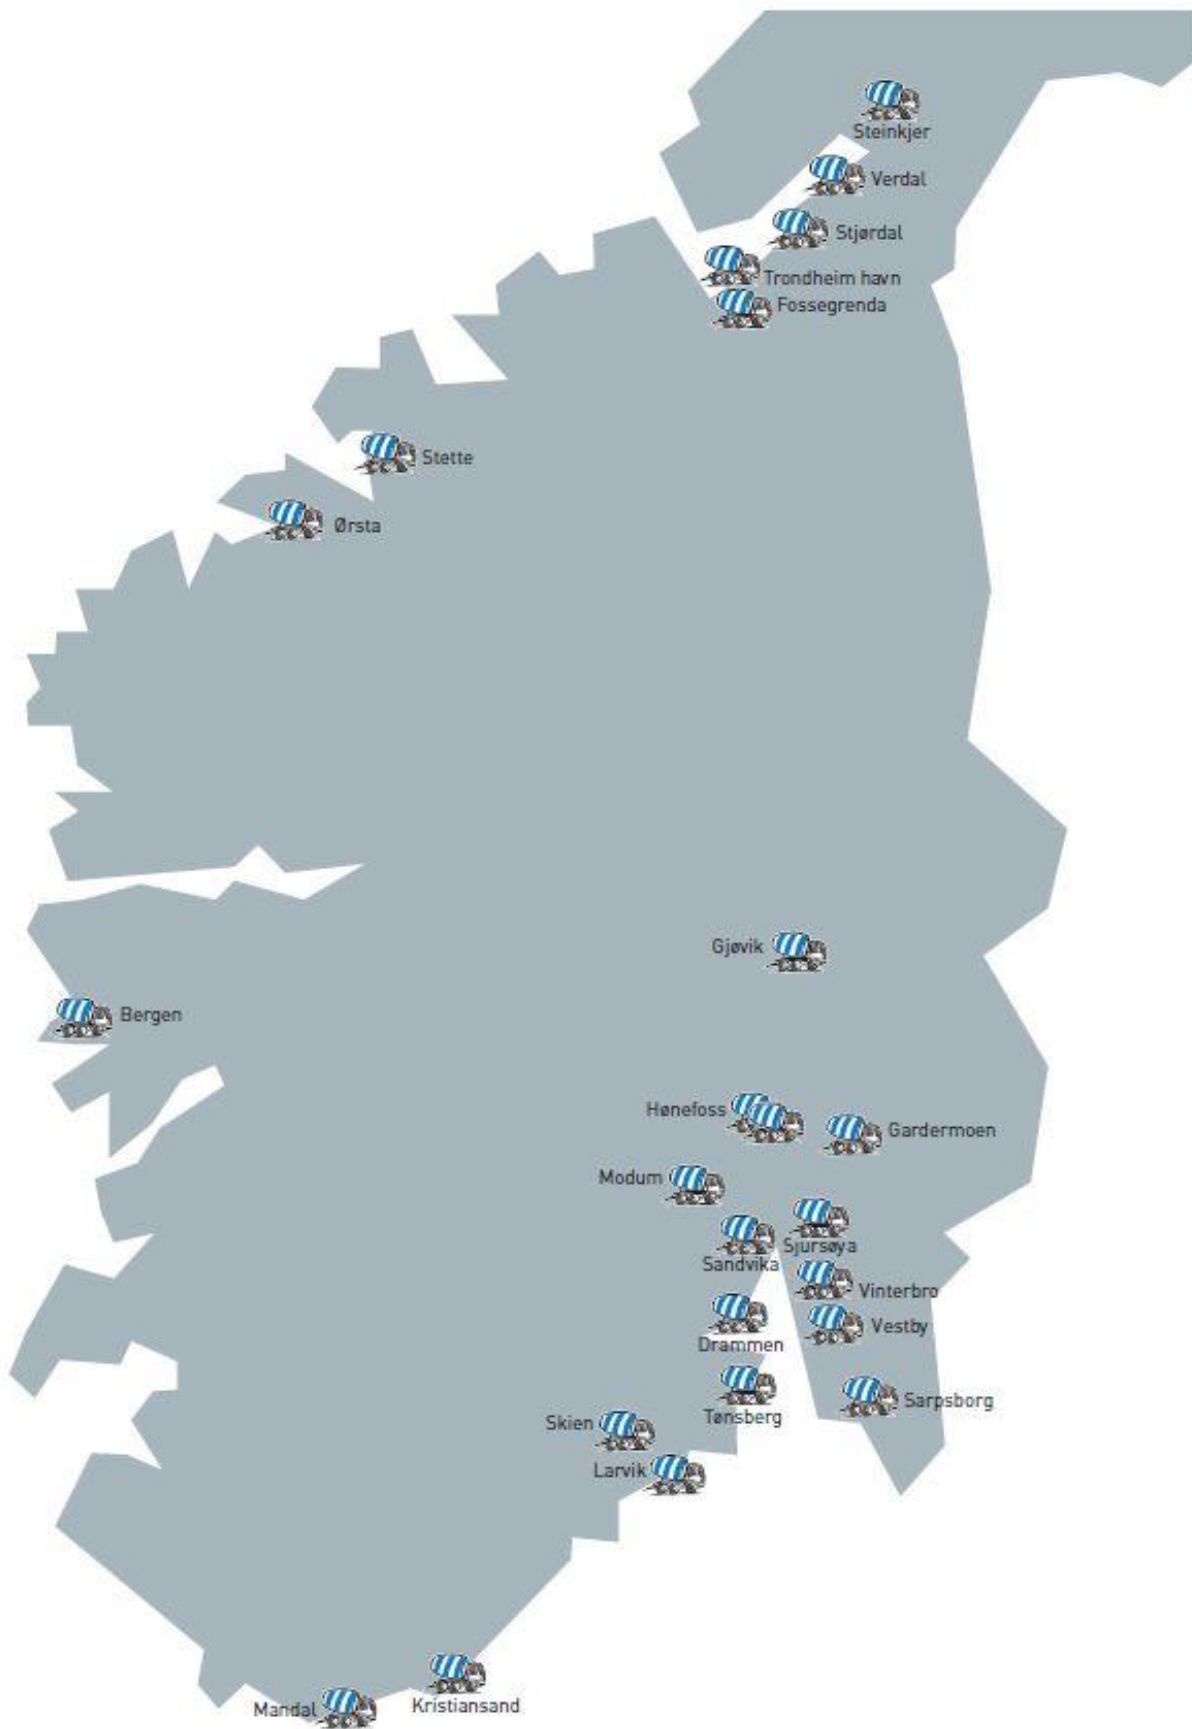 Steinkjer
Verdal
Stjørdal
Trondheim havn
Fossegrenda
Stette
Ørsta
Gjøvik
Bergen
Hønefoss
Gardermoen
Modum
Sjursøya
Sandvika
Vinterbro
Vestby
Drammen
Sarpsborg
Tønsberg
Skien
Larvik
Kristiansand
Mandal